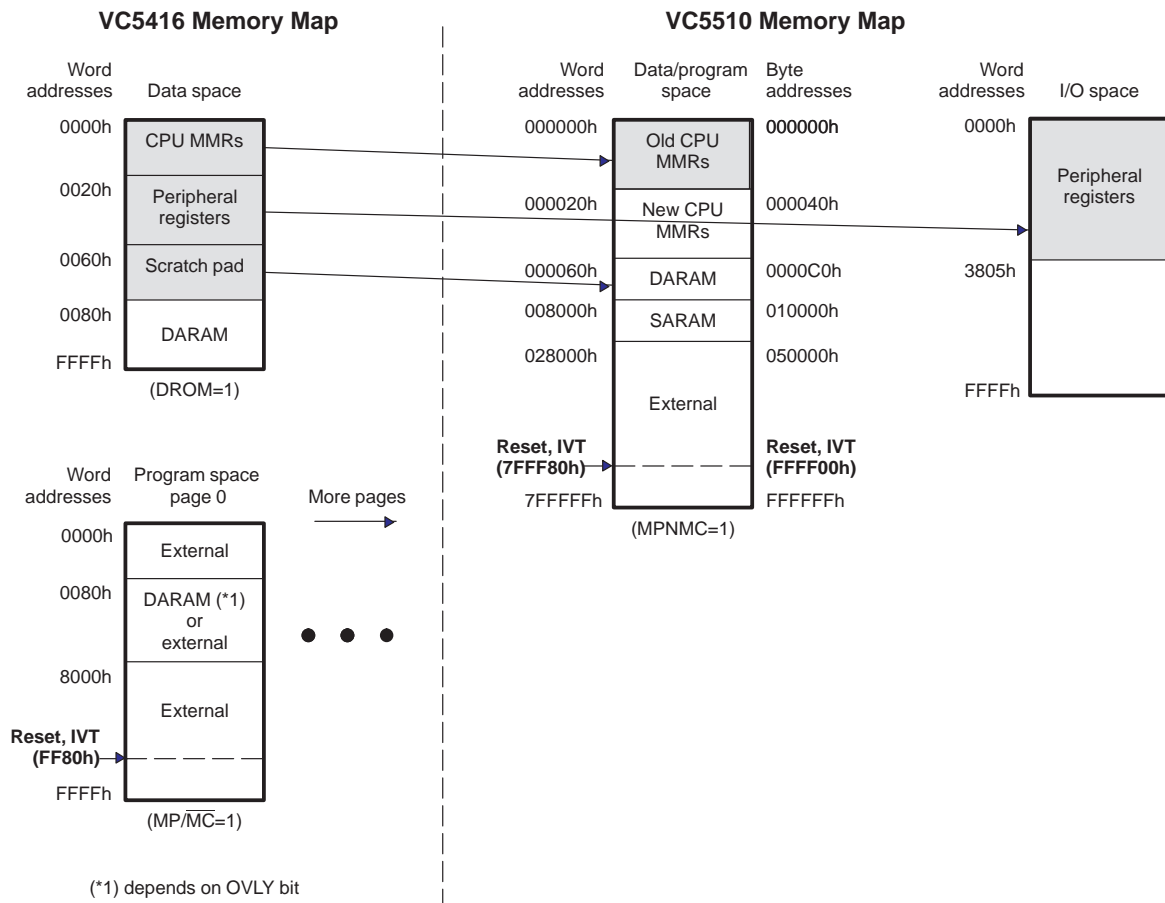 VC5416 Memory Map
Word
addresses
Data space
0000h
CPU MMRs
0020h
Peripheral
registers
0060h
Scratch pad
0080h
DARAM
FFFFh
(DROM=1)
Word
addresses
Program space
page 0
More pages
0000h
External
0080h
DARAM (*1)
or
external
8000h
External
Reset, IVT
(FF80h)
FFFFh
(MP/MC=1)
(*1) depends on OVLY bit
VC5510 Memory Map
Word
addresses
Data/program
space
Byte
addresses
000000h
Old CPU
MMRs
000000h
000020h
New CPU
MMRs
000040h
000060h
DARAM
0000C0h
008000h
SARAM
010000h
028000h
050000h
External
Reset, IVT
(7FFF80h)
Reset, IVT
(FFFF00h)
7FFFFFh
FFFFFFh
(MPNMC=1)
Word
addresses
I/O space
0000h
Peripheral
registers
3805h
FFFFh